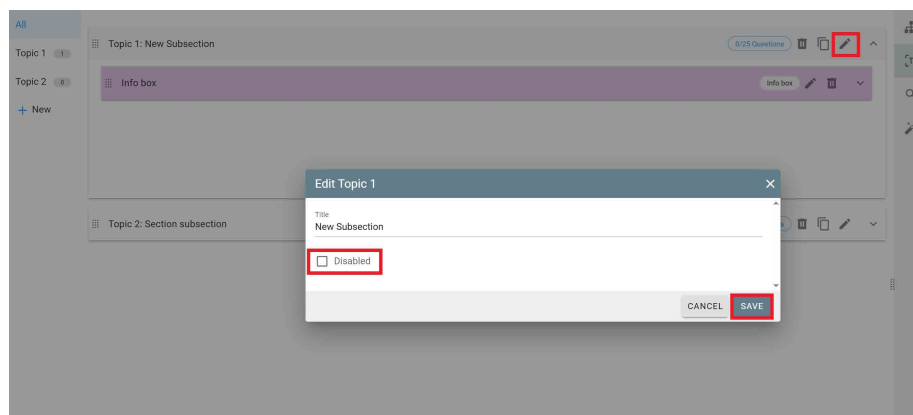 All
Topic 1 1
Topic 2 0
+ New
Topic 1: New Subsection 0/25 Questions
Info box Info box
Edit Topic 1
Title
New Subsection
Disabled
CANCEL SAVE
Topic 2: Section subsection